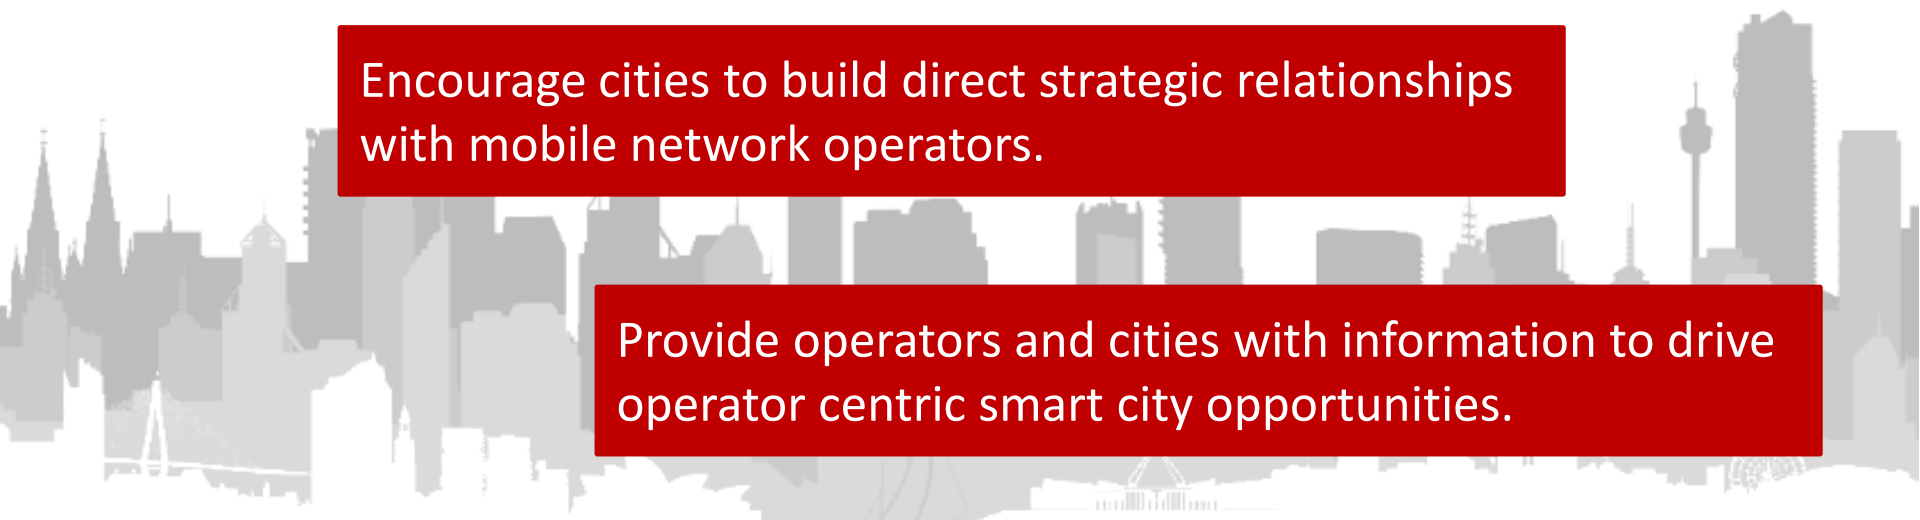 Encourage cities to build direct strategic relationships
with mobile network operators.
Provide operators and cities with information to drive
operator centric smart city opportunities.